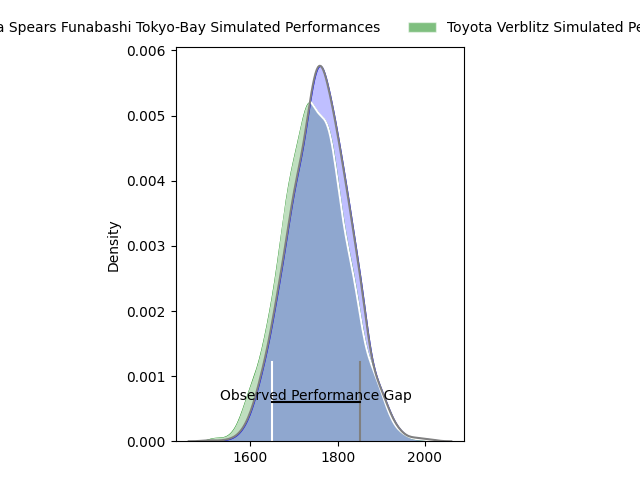 Spears Funabashi Tokyo-Bay Simulated Performances
Toyota Verblitz Simulated
0.006
0.005
0.004
0.003
0.002
0.001
0.000
Density
Observed Performance Gap
1600 1800 2000